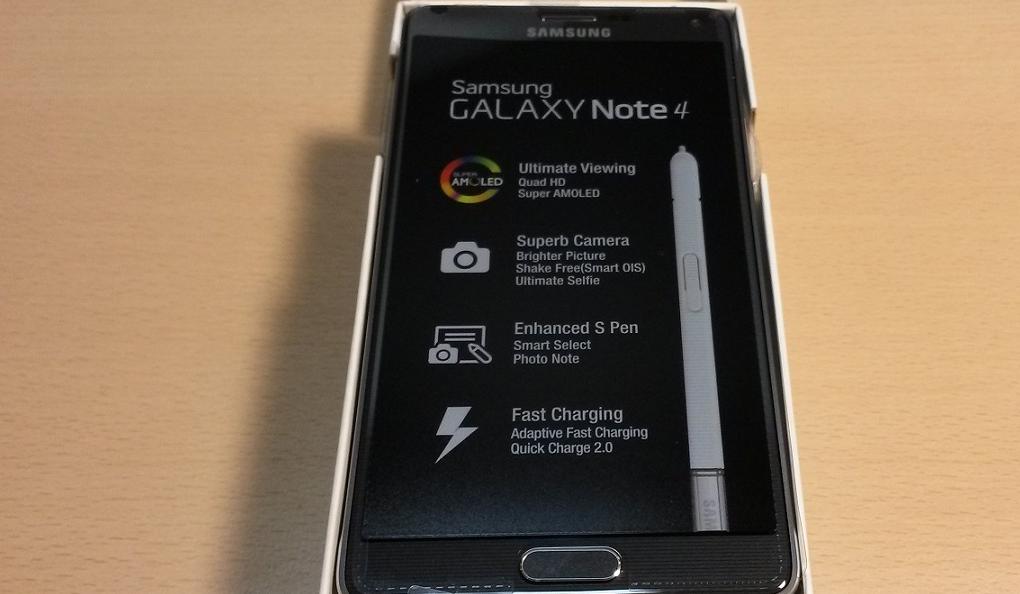 SAMSUNG
Samsung
GALAXY Note 4
SUPER
AMOLED
Ultimate Viewing
Quad HD
Super AMOLED
Superb Camera
Brighter Picture
Shake Free(Smart OIS)
Ultimate Selfie
Enhanced S Pen
Smart Select
Photo Note
Fast Charging
Adaptive Fast Charging
Quick Charge 2.0
SAM